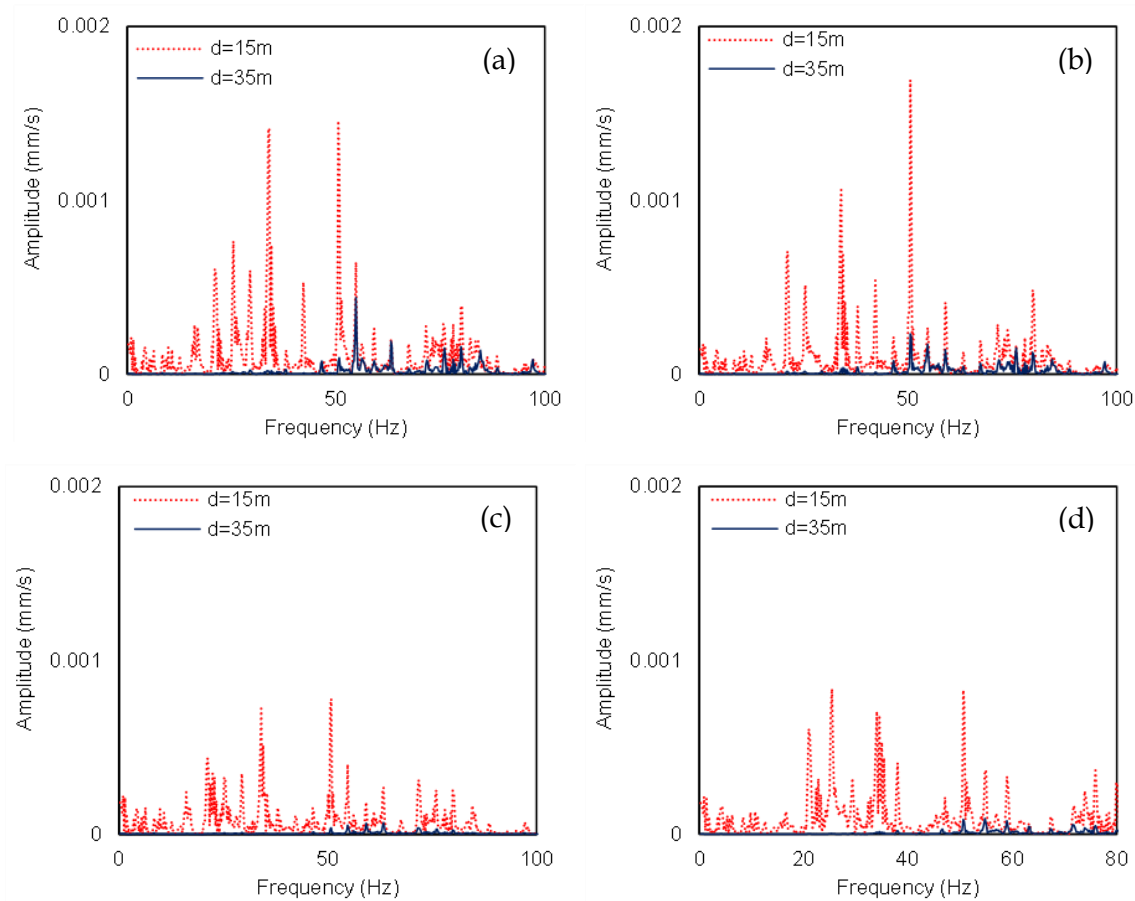 0.002
d=15m
d=35m
(a)
0.001
0
0
50
100
Amplitude (mm/s)
Frequency (Hz)
0.002
d=15m
d=35m
(b)
0.001
0
0
50
100
Amplitude (mm/s)
Frequency (Hz)
0.002
d=15m
d=35m
(c)
0.001
0
0
50
100
Amplitude (mm/s)
Frequency (Hz)
0.002
d=15m
d=35m
(d)
0.001
0
0
20
40
60
80
Amplitude (mm/s)
Frequency (Hz)